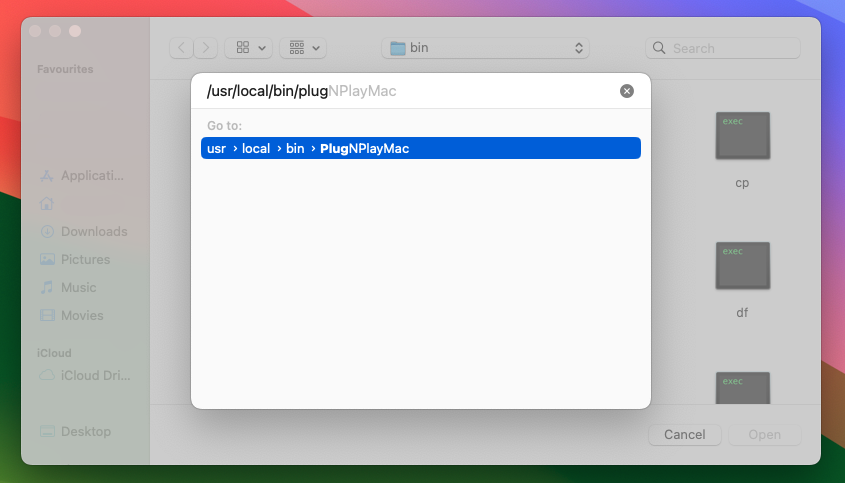 Favourites
Applicati...
Downloads
Pictures
Music
Movies
iCloud
iCloud Dri...
Desktop
bin
Search
/usr/local/bin/plugNPlayMac
Go to:
usr › local › bin › PlugNPlayMac
exec
cp
exec
df
exec
Cancel
Open